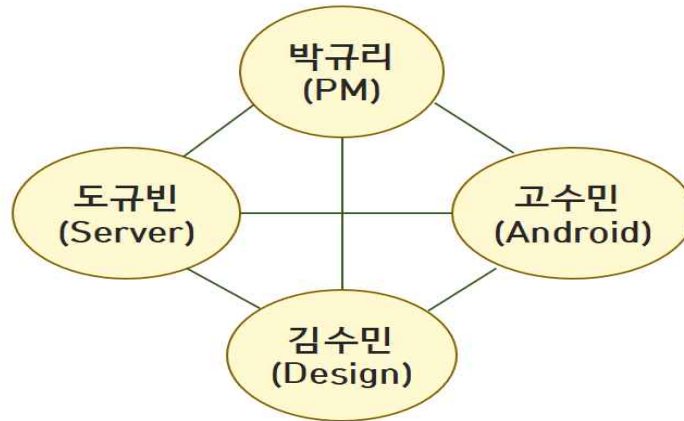 박규리
(PM)
도규빈
(Server)
고수민
(Android)
김수민
(Design)